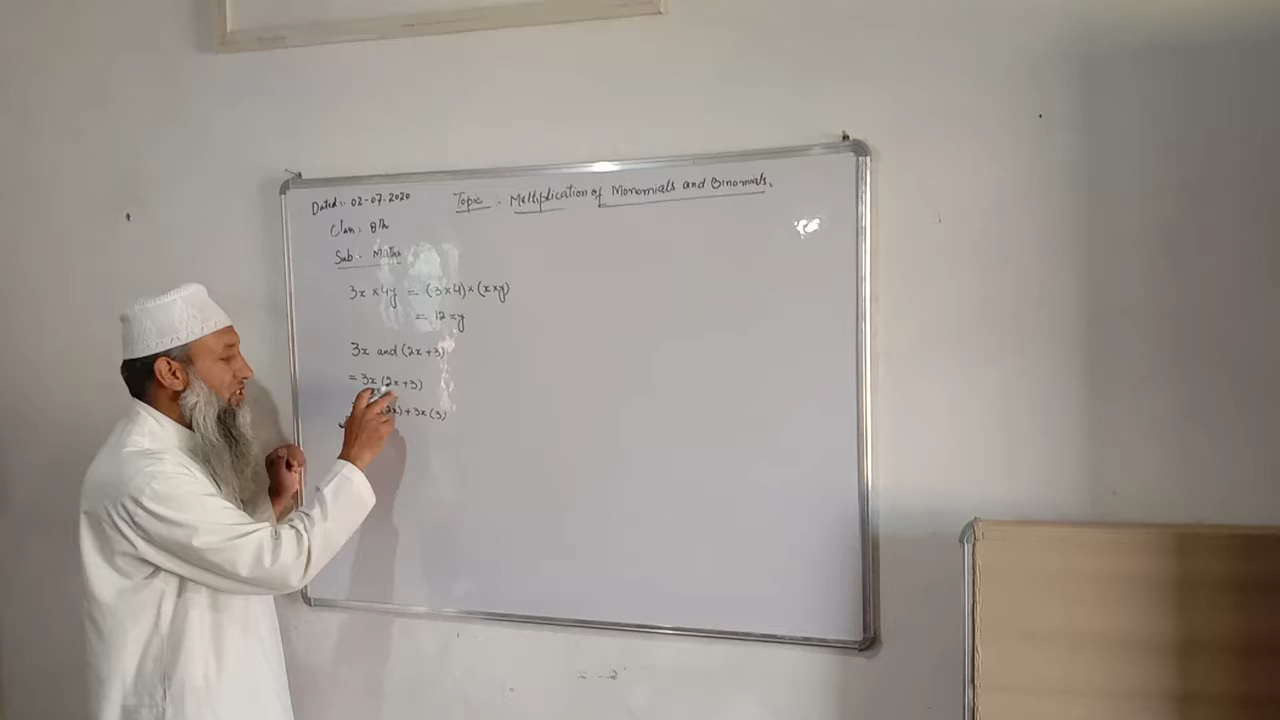 Dated:- 02-07-2020
Topic : Multiplication of Monomials and Binomials.
Class: 8th
Sub:- Maths
3x × 4y = (3×4)×(x×y)
= 12xy
3x and (2x+3)
= 3x(2x+3)
(2x)+3x(3)